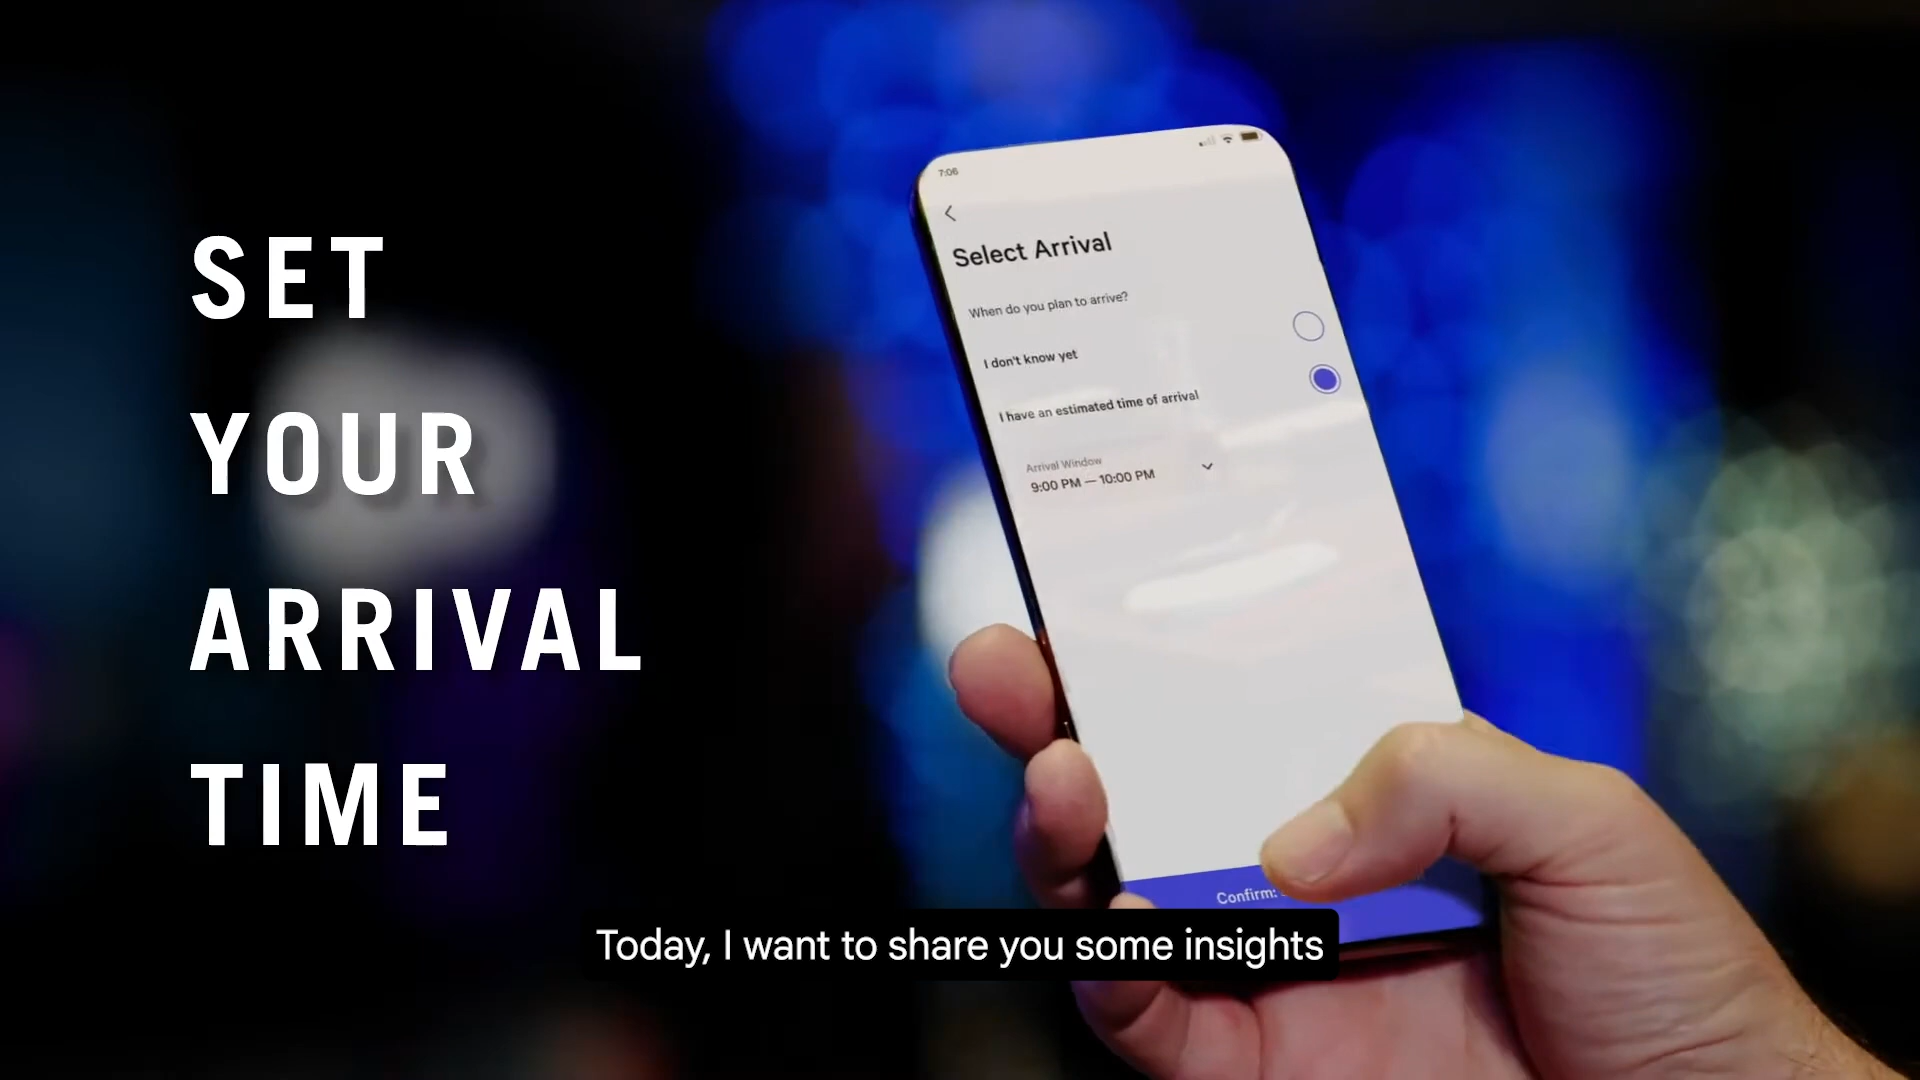 SET
YOUR
ARRIVAL
TIME
7:06
Select Arrival
When do you plan to arrive?
I don't know yet
I have an estimated time of arrival
Arrival Window
9:00 PM — 10:00 PM
Confirm:
Today, I want to share you some insights